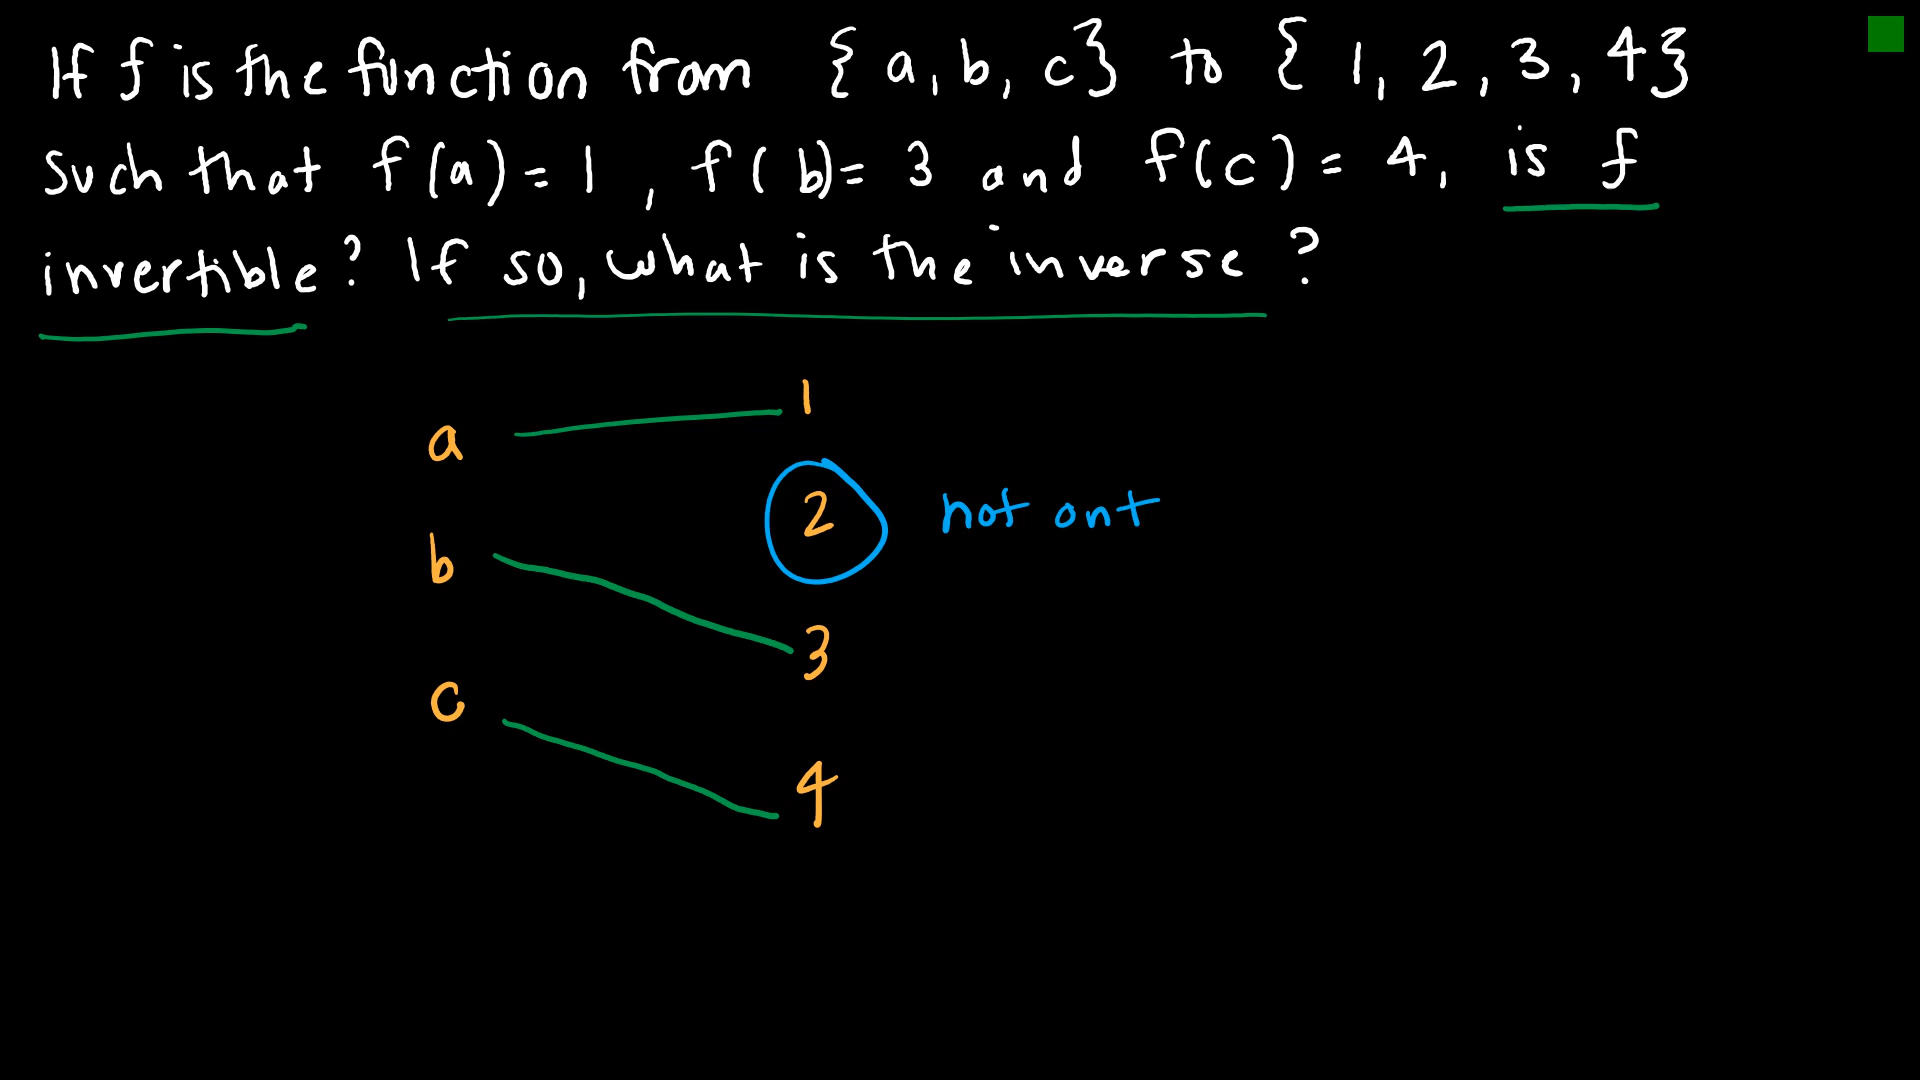 If f is the function from { a, b, c} to { 1, 2, 3, 4}
Such that f(a) = 1 , f(b)= 3 and f(c) = 4, is f
invertible? If so, what is the inverse ?
1
a
2 not ont
b
3
c
4